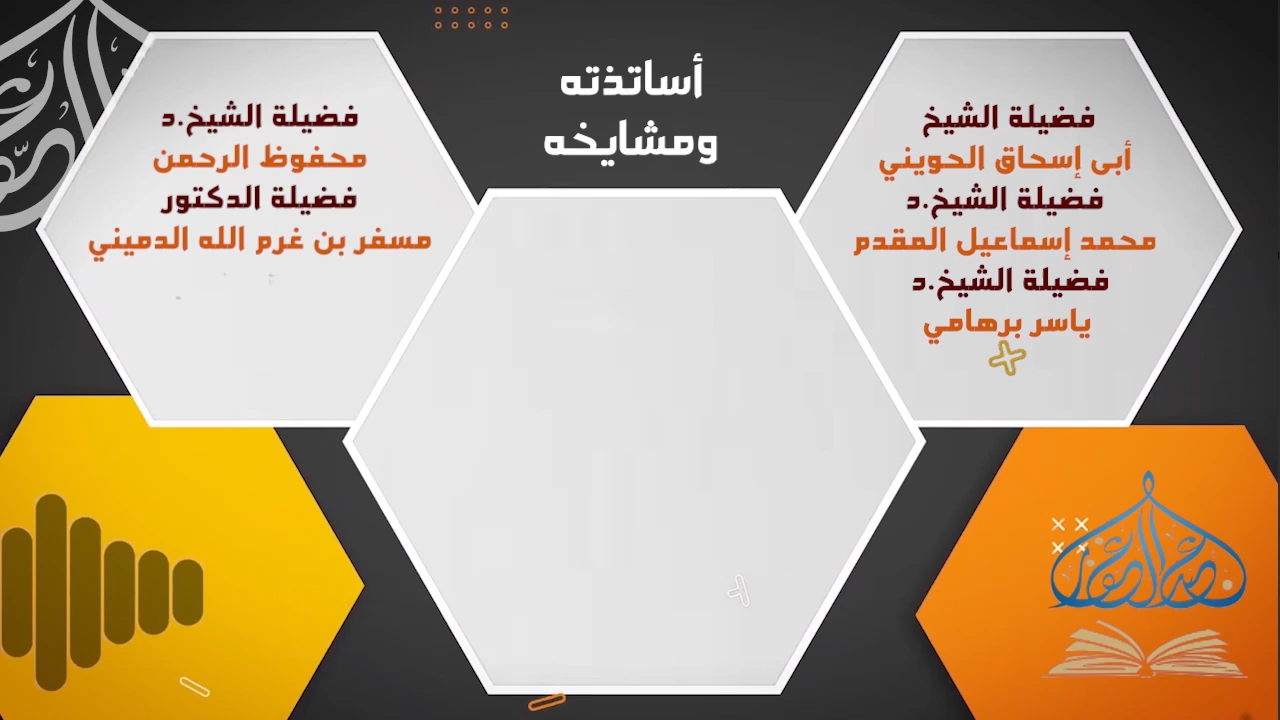 أساتذته
ومشايخه
فضيلة الشيخ
أبى إسحاق الحويني
فضيلة الشيخ.د
محمد إسماعيل المقدم
فضيلة الشيخ.د
ياسر برهامي
فضيلة الشيخ.د
محفوظ الرحمن
فضيلة الدكتور
مسفر بن غرم الله الدميني